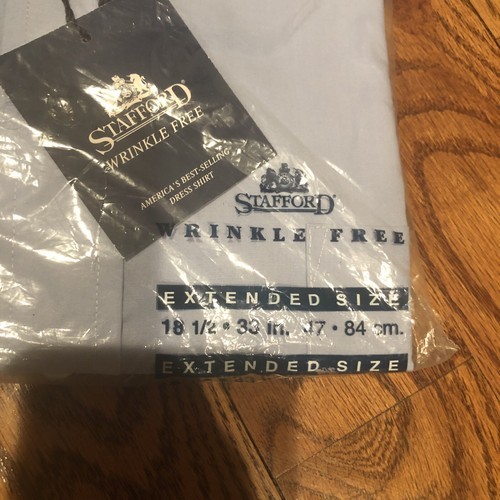 STAFFORD
WRINKLE FREE
AMERICA'S BEST-SELLING
DRESS SHIRT
STAFFORD
WRINKLE FREE
EXTENDED SIZE
18 1/2 • 33 in. 47 • 84 cm.
EXTENDED SIZE